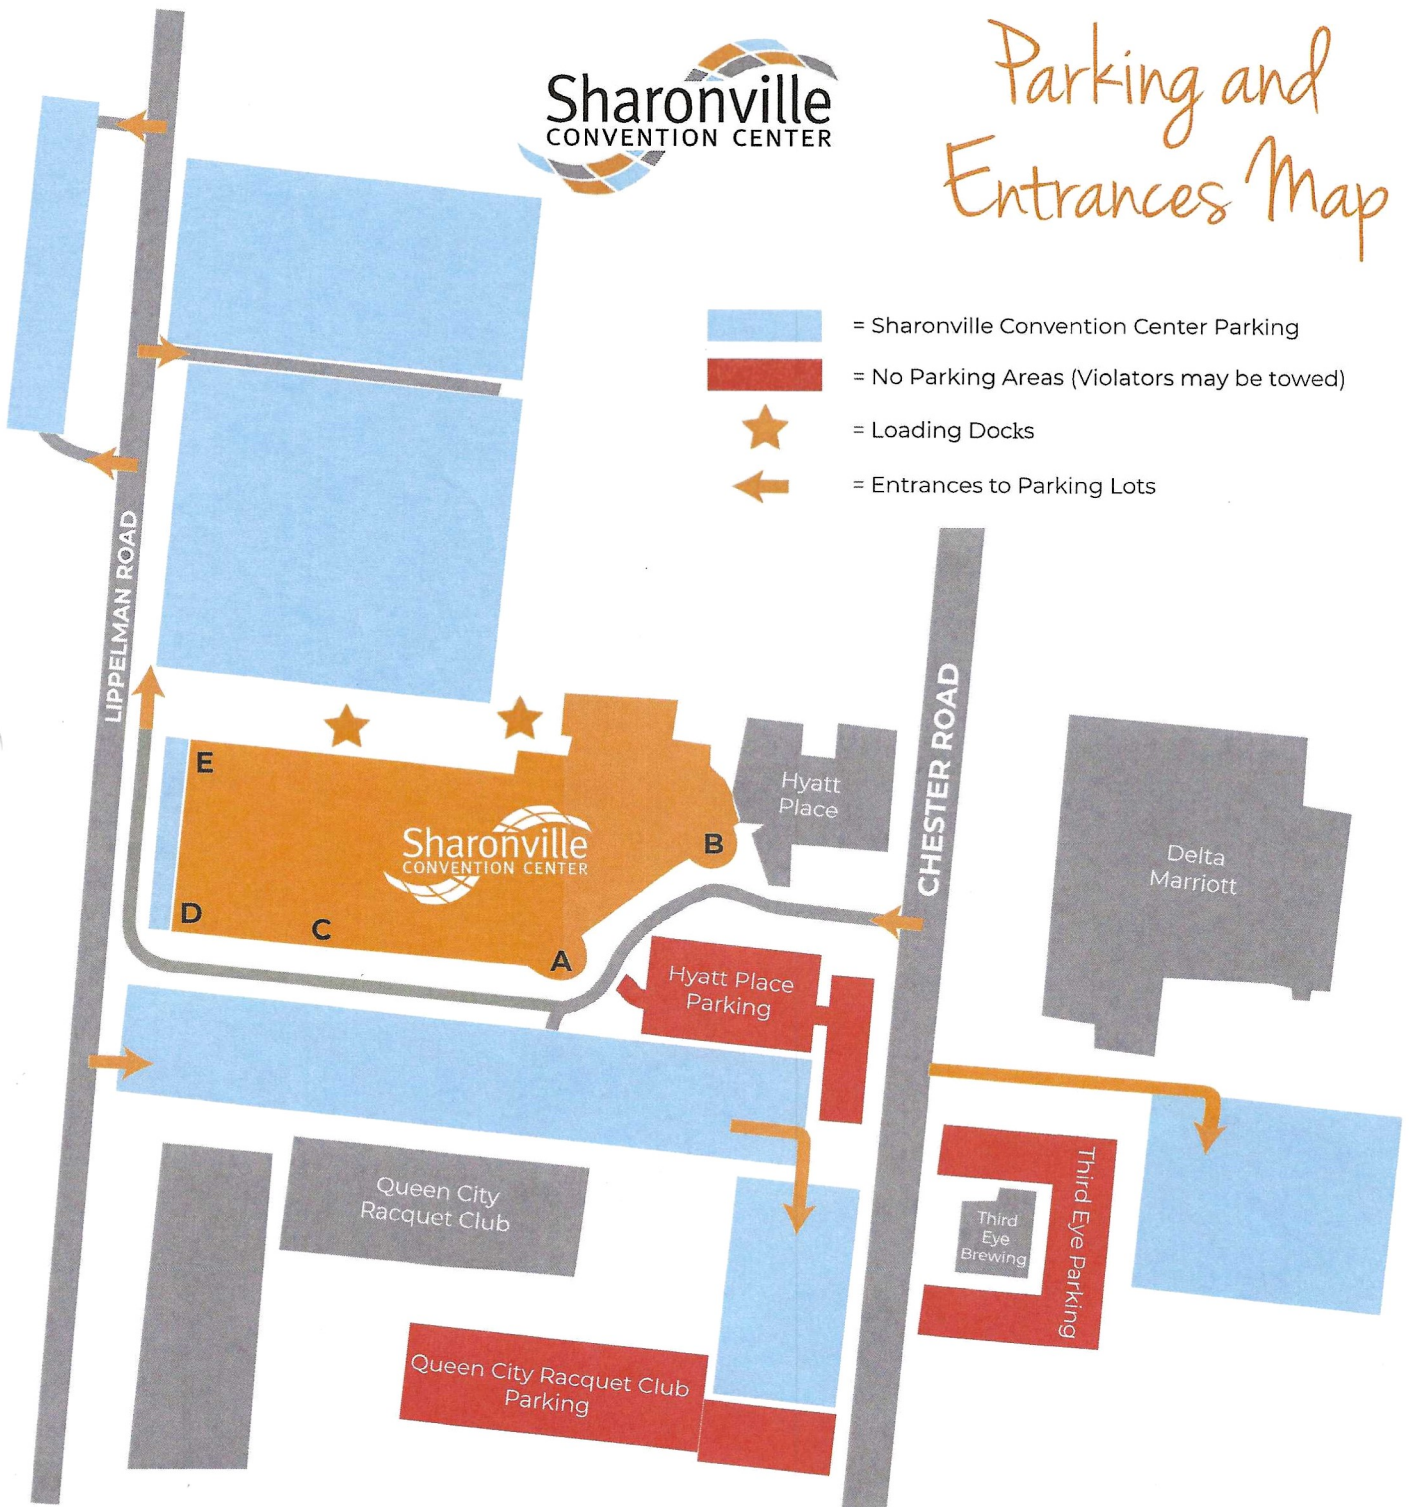 Sharonville
CONVENTION CENTER
Parking and
Entrances Map
= Sharonville Convention Center Parking
= No Parking Areas (Violators may be towed)
= Loading Docks
= Entrances to Parking Lots
LIPPELMAN ROAD
CHESTER ROAD
E
Hyatt
Place
Sharonville
CONVENTION CENTER
B
Delta
Marriott
D
C
A
Hyatt Place
Parking
Queen City
Racquet Club
Third
Eye
Brewing
Third Eye Parking
Queen City Racquet Club
Parking